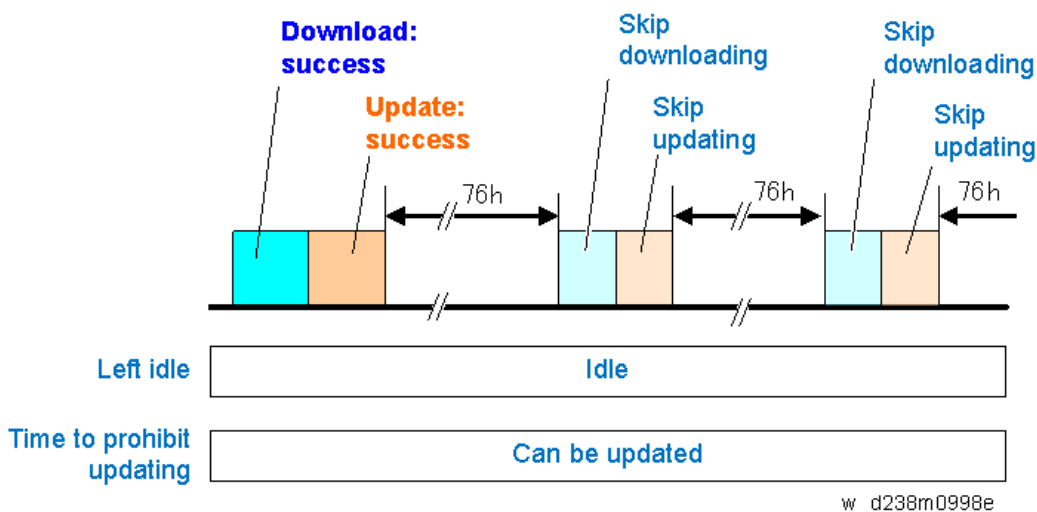 Download:
success
Update:
success
Skip
downloading
Skip
updating
Skip
downloading
Skip
updating
76h
76h
76h
Left idle
Idle
Time to prohibit
updating
Can be updated
w_d238m0998e